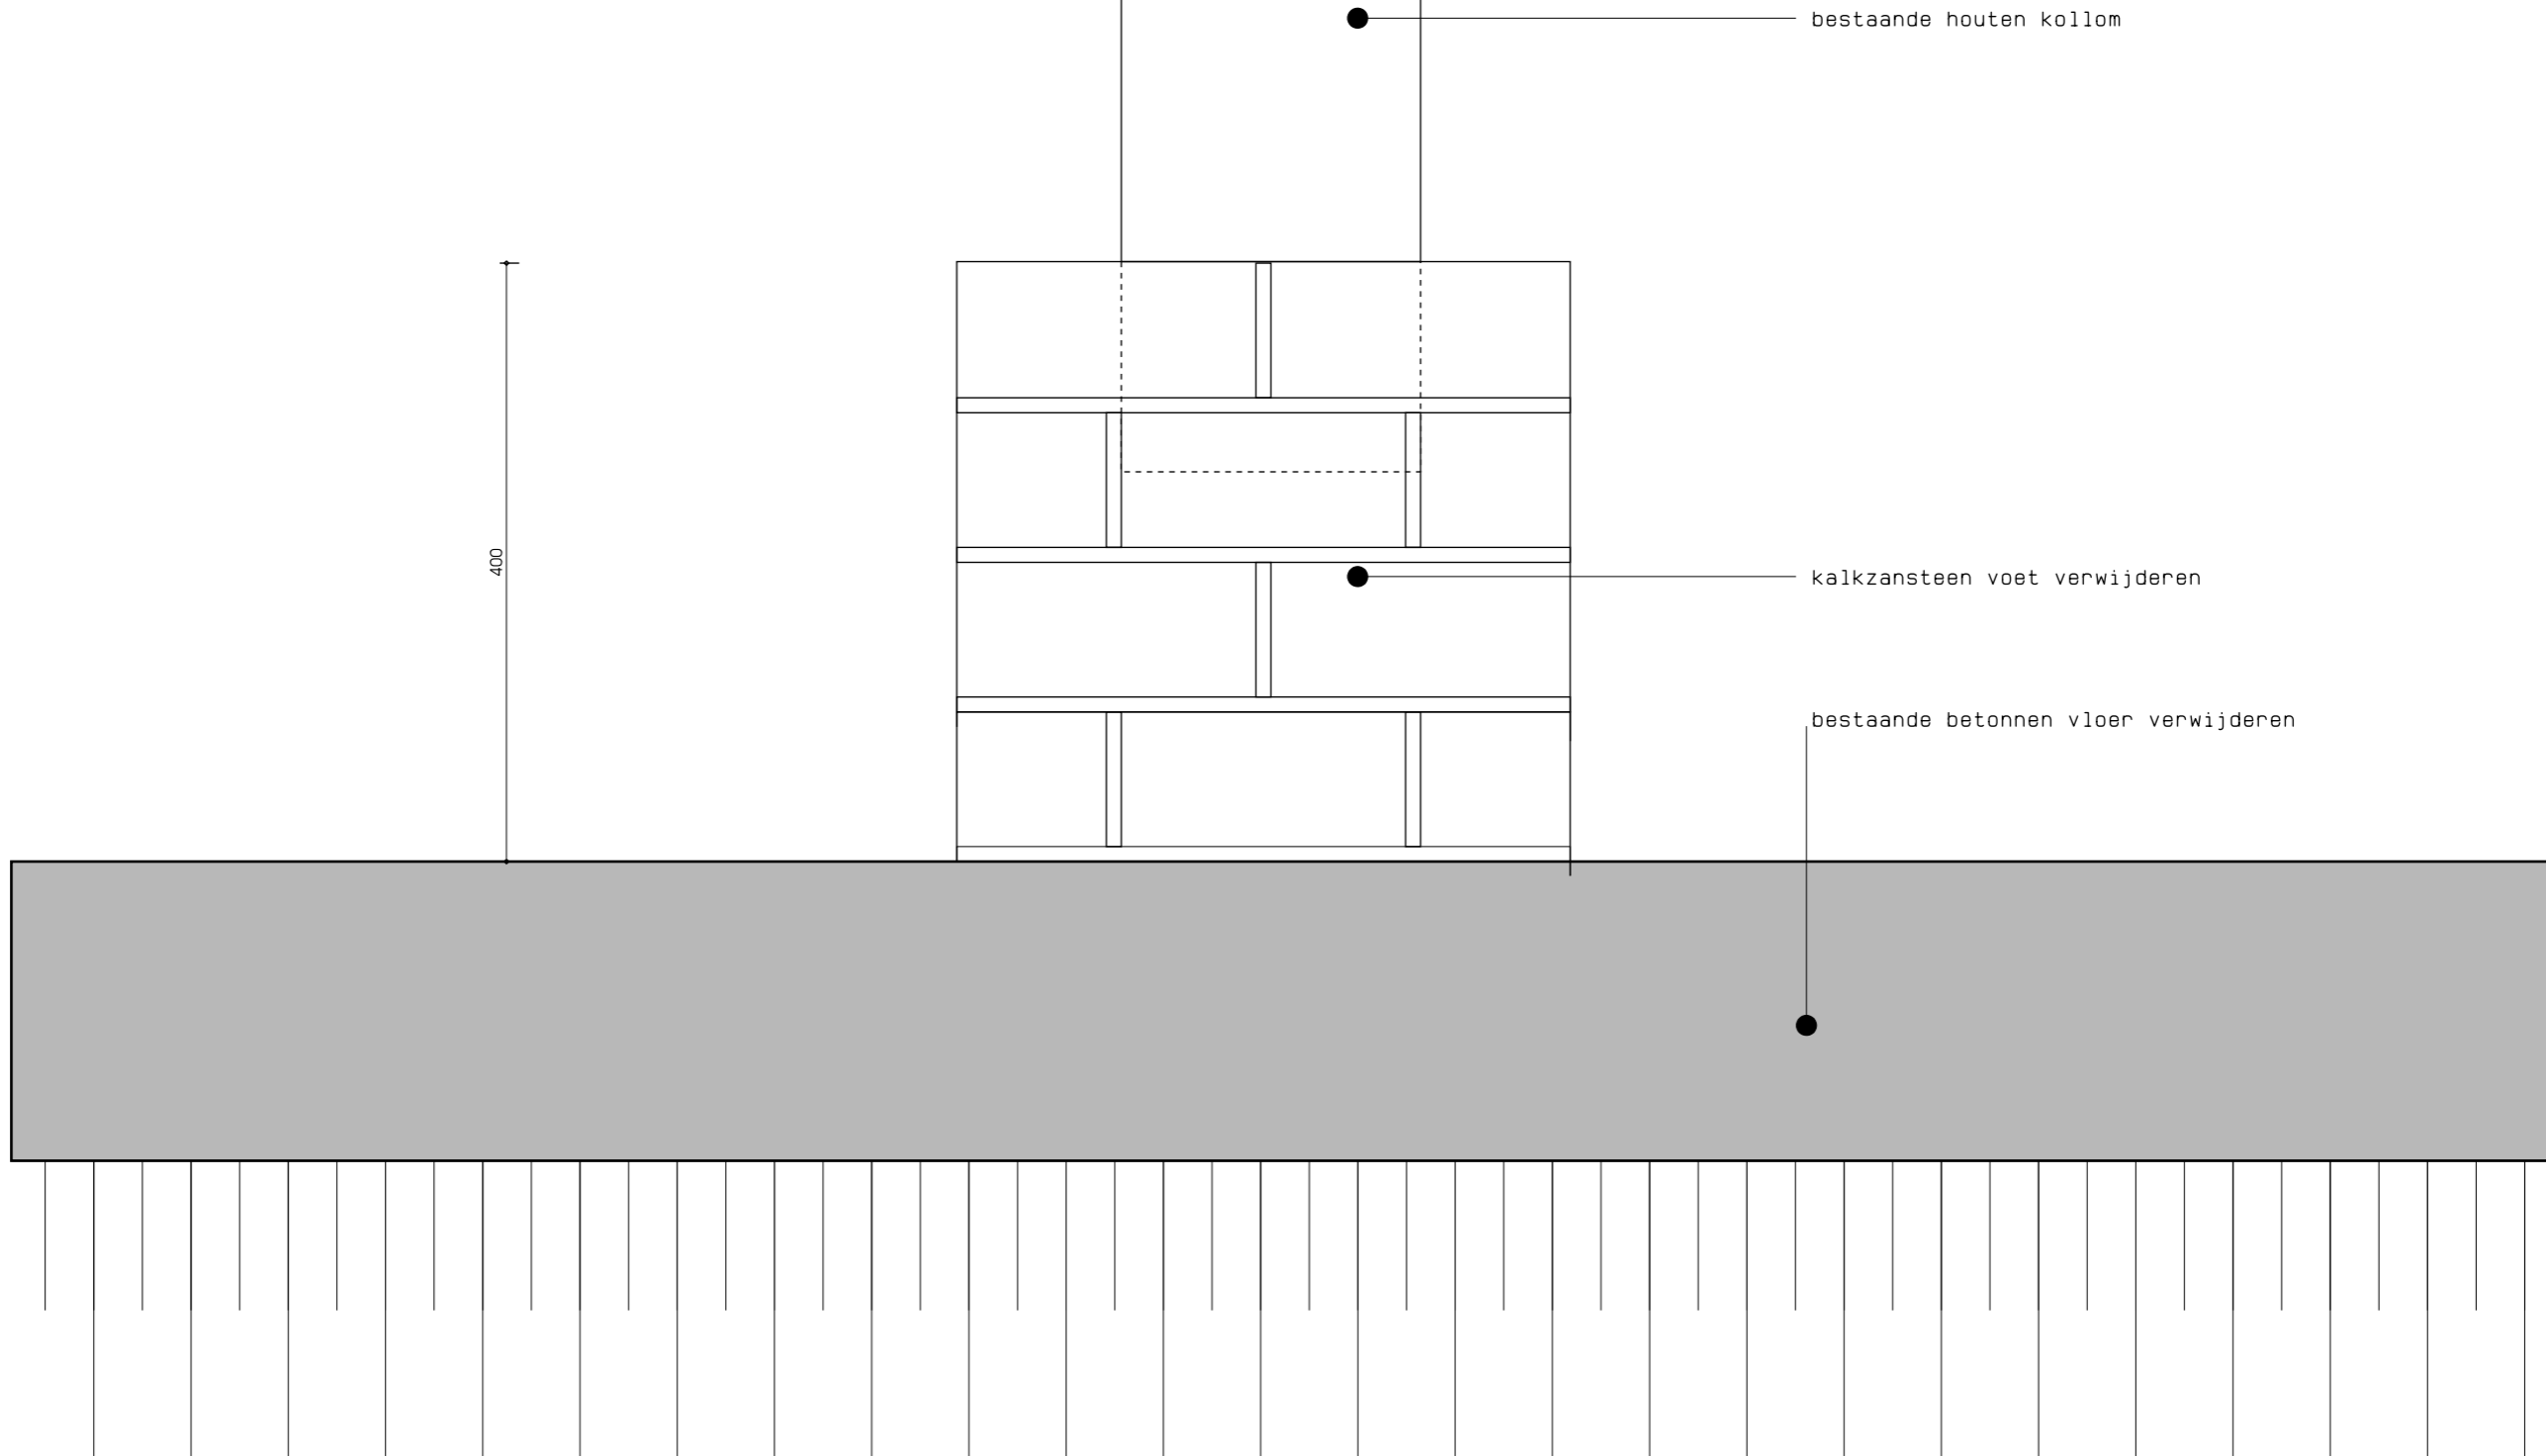 bestaande houten kollom
400
kalkzansteen voet verwijderen
bestaande betonnen vloer verwijderen